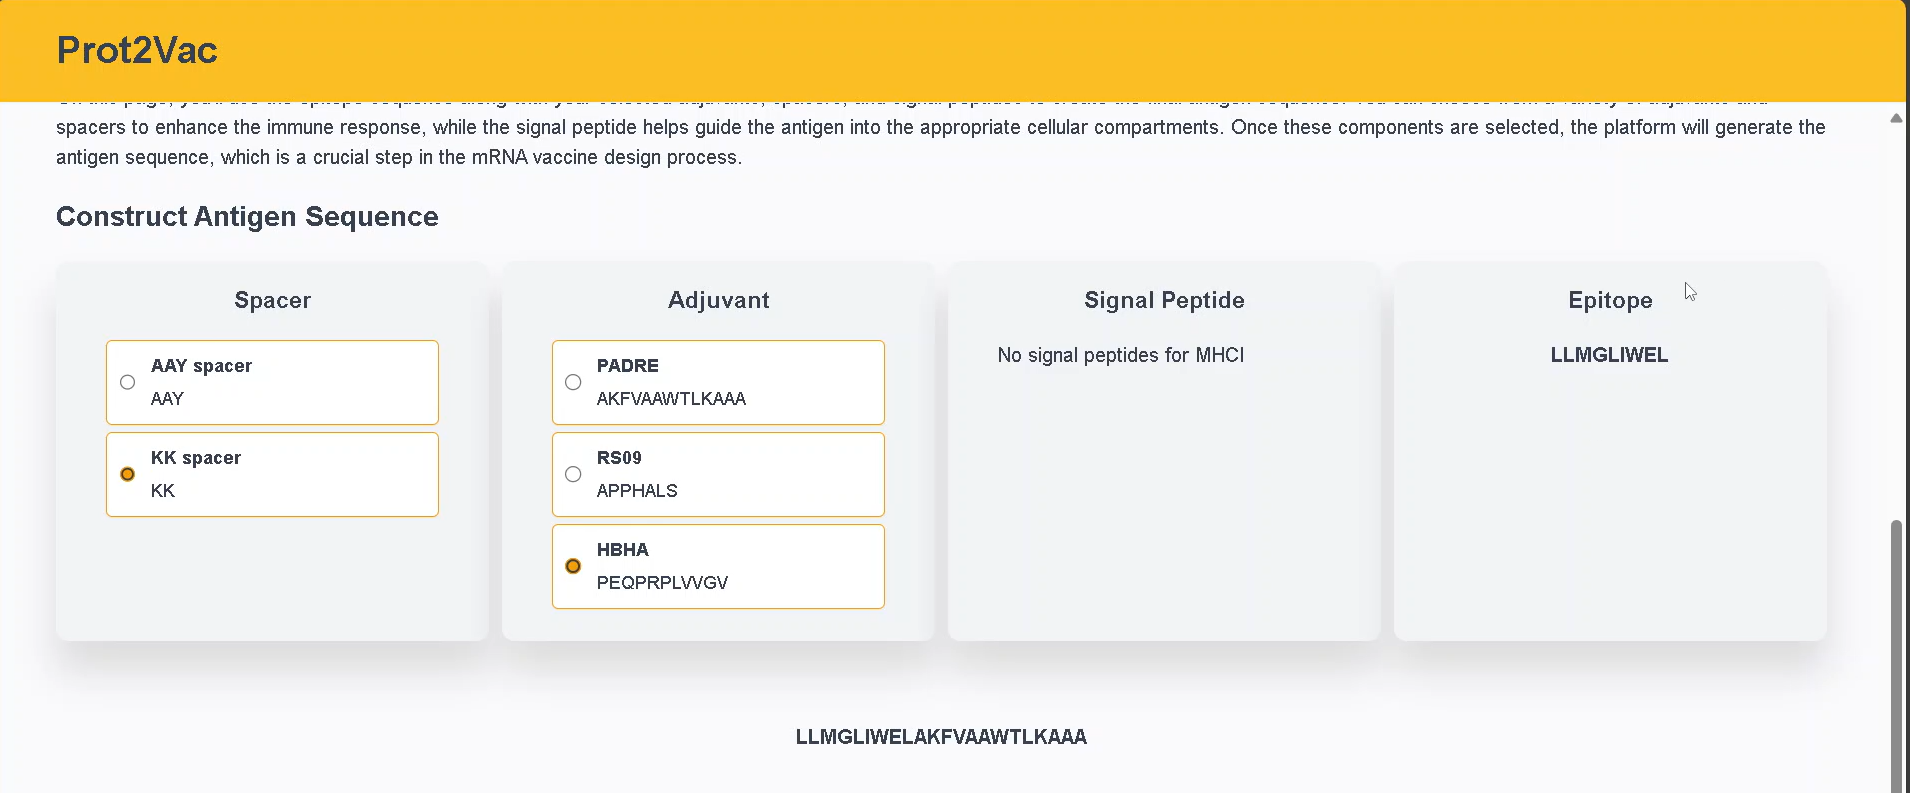 Prot2Vac
spacers to enhance the immune response, while the signal peptide helps guide the antigen into the appropriate cellular compartments. Once these components are selected, the platform will generate the
antigen sequence, which is a crucial step in the mRNA vaccine design process.
Construct Antigen Sequence
Spacer
AAY spacer
AAY
KK spacer
KK
Adjuvant
PADRE
AKFVAAWTLKAAA
RS09
APPHALS
HBHA
PEQPRPLVVGV
Signal Peptide
No signal peptides for MHCI
Epitope
LLMGLIWEL
LLMGLIWELAKFVAAWTLKAAA